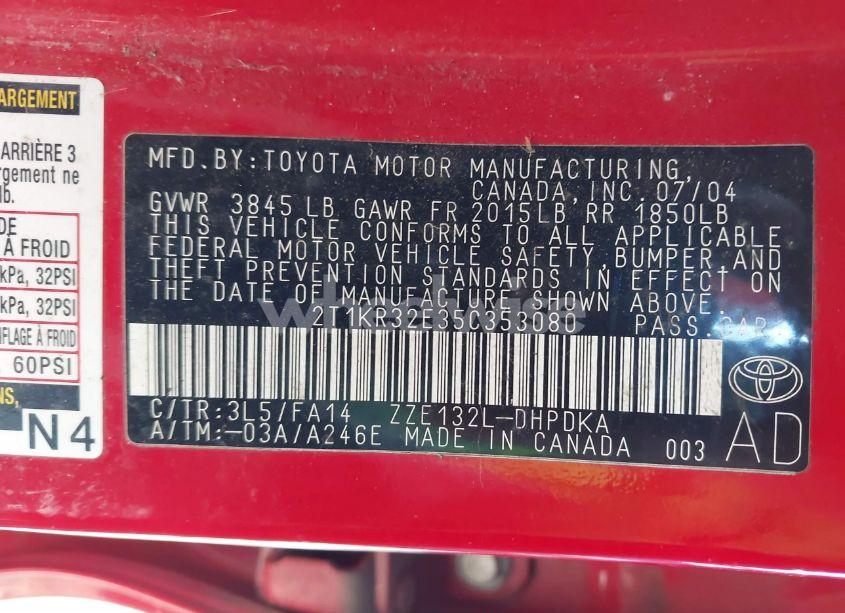 ARGEMENT
ARRIÈRE 3
rgement ne
lb.
DE
À FROID
kPa, 32PSI
kPa, 32PSI
NFLAGE À FROID
60PSI
NS,
N4
MFD.BY:TOYOTA MOTOR MANUFACTURING,
CANADA,INC. 07/04
GVWR 3845 LB GAWR FR 2015LB RR 1850LB
THIS VEHICLE CONFORMS TO ALL APPLICABLE
FEDERAL MOTOR VEHICLE SAFETY,BUMPER,AND
THEFT PREVENTION STANDARDS IN EFFECT ON
THE DATE OF MANUFACTURE SHOWN ABOVE.
2T1KR32E35C353080 PASS.CAR
C/TR:3L5/FA14 ZZE132L-DHPDKA
A/TM:-03A/A246E MADE IN CANADA 003
AD